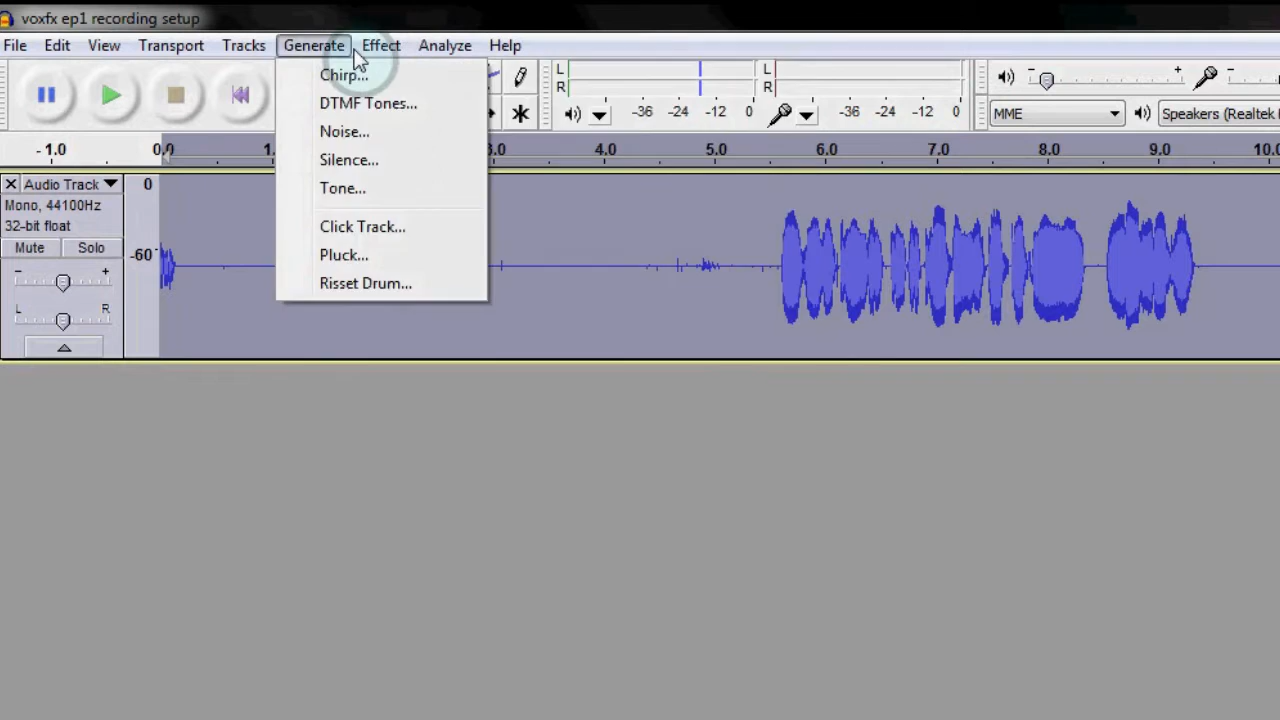 voxfx ep1 recording setup
File Edit View Transport Tracks Generate Effect Analyze Help
Chirp...
DTMF Tones...
Noise...
Silence...
Tone...
Click Track...
Pluck...
Risset Drum...
L
R
-36 -24 -12 0
L
R
-36 -24 -12 0
- +
-
MME
Speakers (Realtek
- 1.0 0.0 1. 3.0 4.0 5.0 6.0 7.0 8.0 9.0 10.0
Audio Track
Mono, 44100Hz
32-bit float
Mute Solo
- +
L R
0
-60